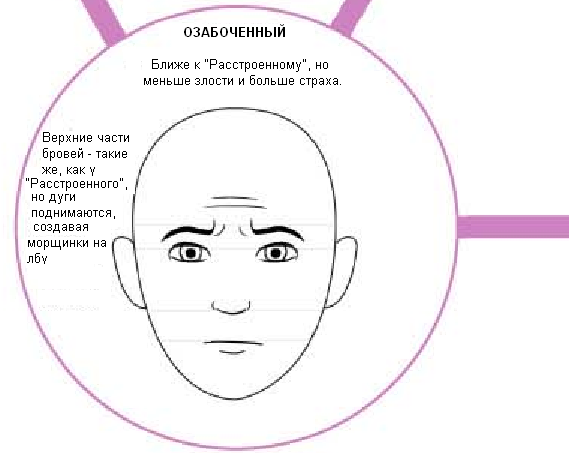 ОЗАБОЧЕННЫЙ
Ближе к "Расстроенному", но
меньше злости и больше страха.
Верхние части
бровей - такие
же, как у
"Расстроенного",
но дуги
поднимаются,
создавая
морщинки на
лбу